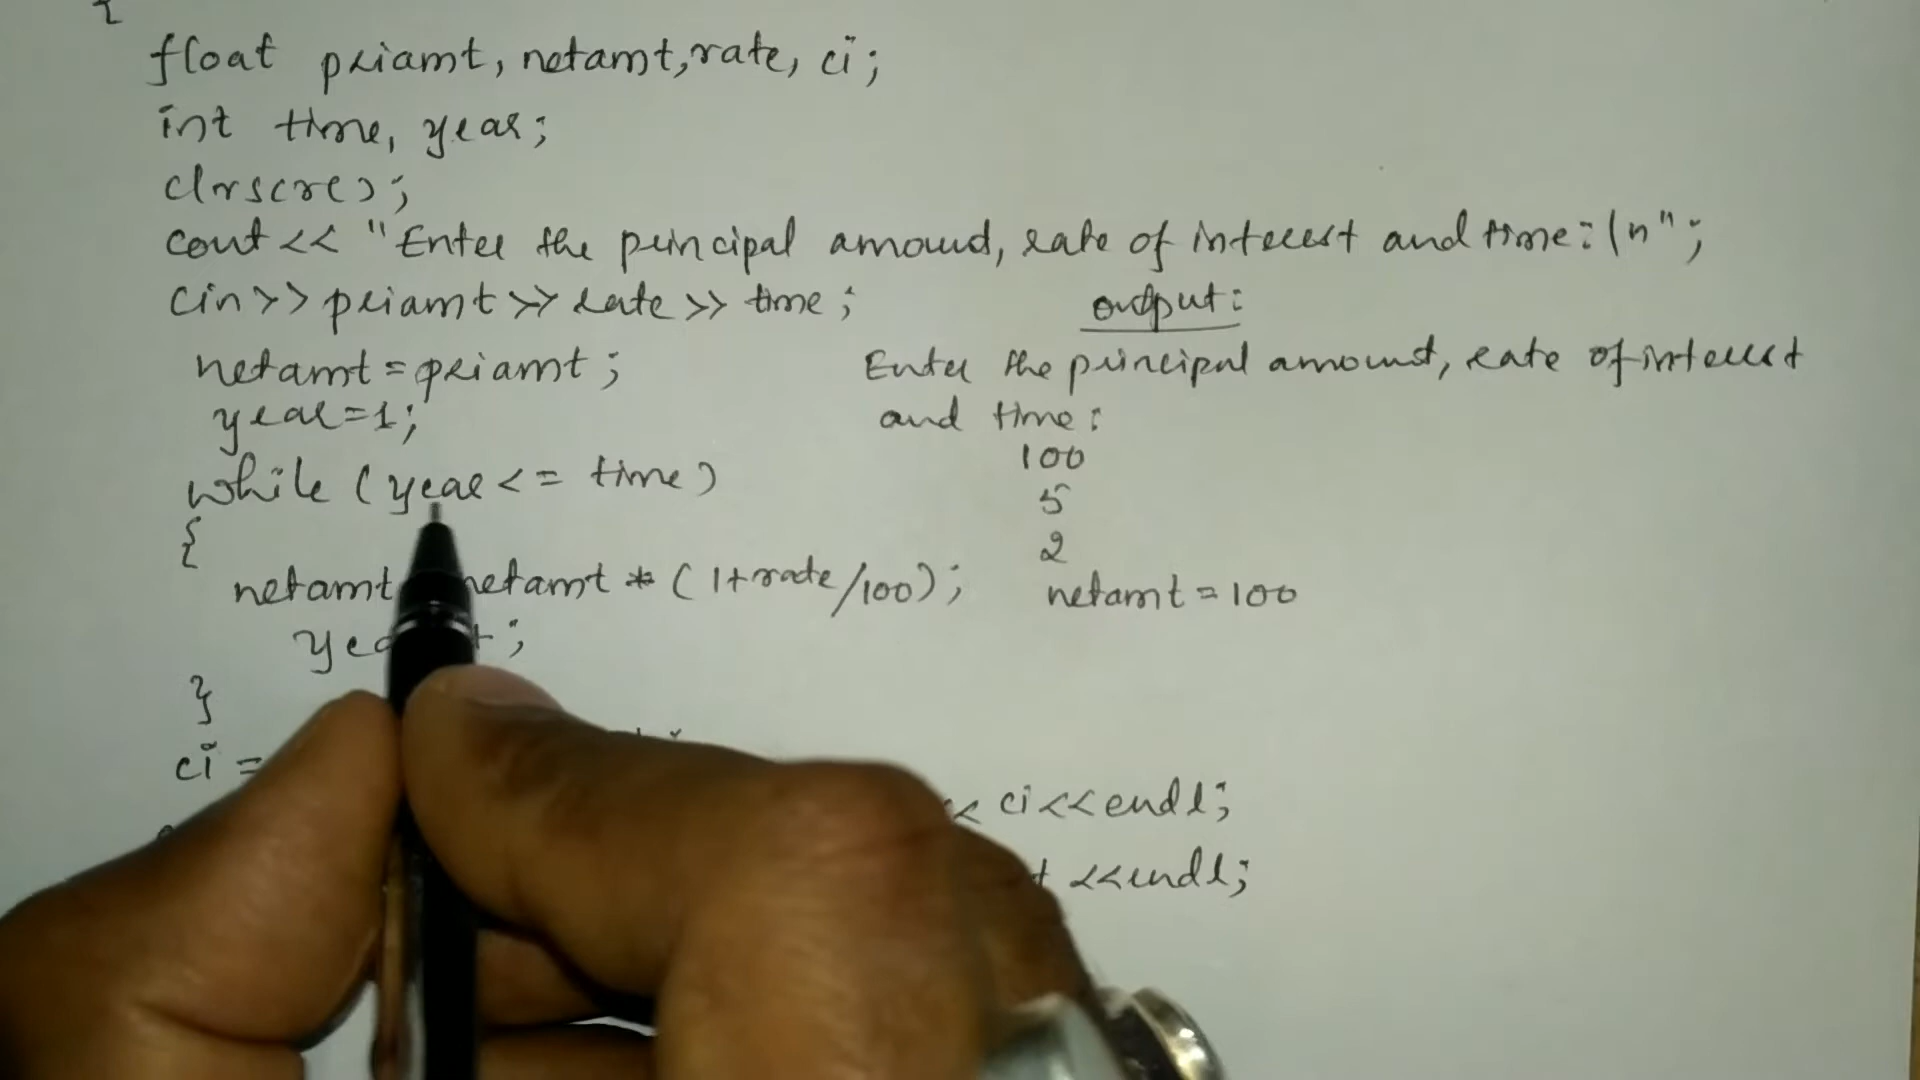 {
float priamt, netamt, rate, ci;
int time, year;
clrscr();
cout << "Enter the principal amount, rate of interest and time:\n";
cin>> priamt >> rate >> time;
netamt = priamt;
year=1;
while (year <= time)
{
netamt netamt * (1+rate/100);
;
}
ci =
< ci<<endl;
<<endl;
output:
Enter the principal amount, rate of interest
and time:
100
5
2
netamt = 100